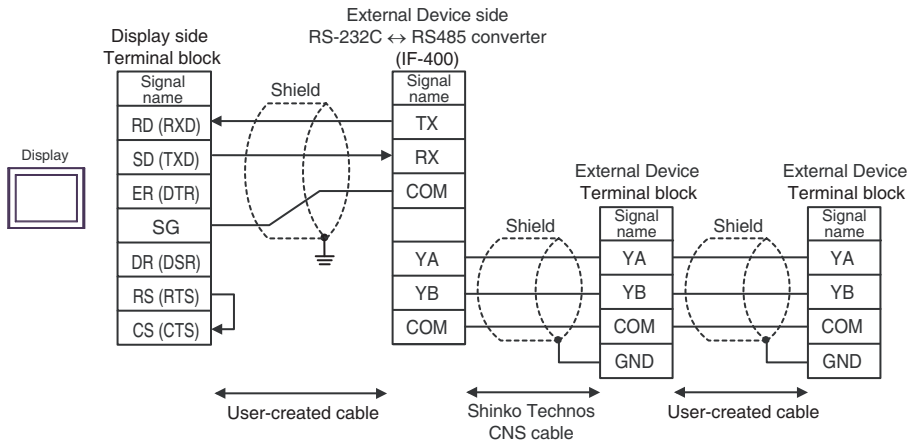 External Device side
RS-232C ↔ RS485 converter
(IF-400)
Display side
Terminal block
Signal
name
RD (RXD)
SD (TXD)
ER (DTR)
SG
DR (DSR)
RS (RTS)
CS (CTS)
Display
Shield
Signal
name
TX
RX
COM
YA
YB
COM
Shield
External Device
Terminal block
Signal
name
YA
YB
COM
GND
Shield
External Device
Terminal block
Signal
name
YA
YB
COM
GND
User-created cable
Shinko Technos
CNS cable
User-created cable